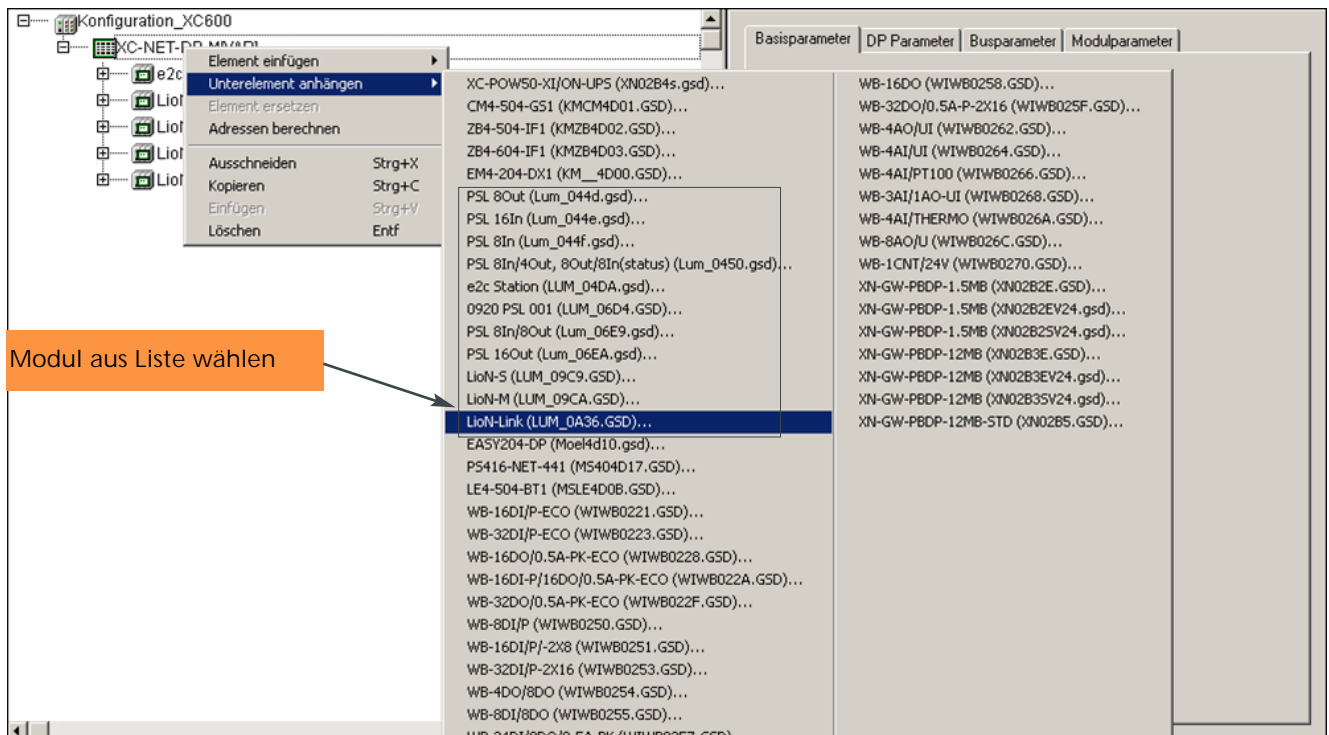 Konfiguration_XC600
XC-NET-DP-M[VAR]
e2c
Lio
Lio
Lio
Lio
Element einfügen
Unterelement anhängen
Element ersetzen
Adressen berechnen
Ausschneiden Strg+X
Kopieren Strg+C
Einfügen Strg+V
Löschen Entf
Modul aus Liste wählen
XC-POW50-XI/ON-UPS (XN02B4s.gsd)...
CM4-504-GS1 (KMCM4D01.GSD)...
ZB4-504-IF1 (KMZB4D02.GSD)...
ZB4-604-IF1 (KMZB4D03.GSD)...
EM4-204-DX1 (KM__4D00.GSD)...
PSL 8Out (Lum_044d.gsd)...
PSL 16In (Lum_044e.gsd)...
PSL 8In (Lum_044f.gsd)...
PSL 8In/4Out, 8Out/8In(status) (Lum_0450.gsd)...
e2c Station (LUM_04DA.gsd)...
0920 PSL 001 (LUM_06D4.GSD)...
PSL 8In/8Out (Lum_06E9.gsd)...
PSL 16Out (Lum_06EA.gsd)...
LioN-S (LUM_09C9.GSD)...
LioN-M (LUM_09CA.GSD)...
LioN-Link (LUM_0A36.GSD)...
EASY204-DP (Moel4d10.gsd)...
PS416-NET-441 (MS404D17.GSD)...
LE4-504-BT1 (MSLE4D0B.GSD)...
WB-16DI/P-ECO (WIWB0221.GSD)...
WB-32DI/P-ECO (WIWB0223.GSD)...
WB-16DO/0.5A-PK-ECO (WIWB0228.GSD)...
WB-16DI-P/16DO/0.5A-PK-ECO (WIWB022A.GSD)...
WB-32DO/0.5A-PK-ECO (WIWB022F.GSD)...
WB-8DI/P (WIWB0250.GSD)...
WB-16DI/P/-2X8 (WIWB0251.GSD)...
WB-32DI/P-2X16 (WIWB0253.GSD)...
WB-4DO/8DO (WIWB0254.GSD)...
WB-8DI/8DO (WIWB0255.GSD)...
Basisparameter DP Parameter Busparameter Modulparameter
WB-16DO (WIWB0258.GSD)...
WB-32DO/0.5A-P-2X16 (WIWB025F.GSD)...
WB-4AO/UI (WIWB0262.GSD)...
WB-4AI/UI (WIWB0264.GSD)...
WB-4AI/PT100 (WIWB0266.GSD)...
WB-3AI/1AO-UI (WIWB0268.GSD)...
WB-4AI/THERMO (WIWB026A.GSD)...
WB-8AO/U (WIWB026C.GSD)...
WB-1CNT/24V (WIWB0270.GSD)...
XN-GW-PBDP-1.5MB (XN02B2E.GSD)...
XN-GW-PBDP-1.5MB (XN02B2EV24.gsd)...
XN-GW-PBDP-1.5MB (XN02B2SV24.gsd)...
XN-GW-PBDP-12MB (XN02B3E.GSD)...
XN-GW-PBDP-12MB (XN02B3EV24.gsd)...
XN-GW-PBDP-12MB (XN02B3SV24.gsd)...
XN-GW-PBDP-12MB-STD (XN02B5.GSD)...